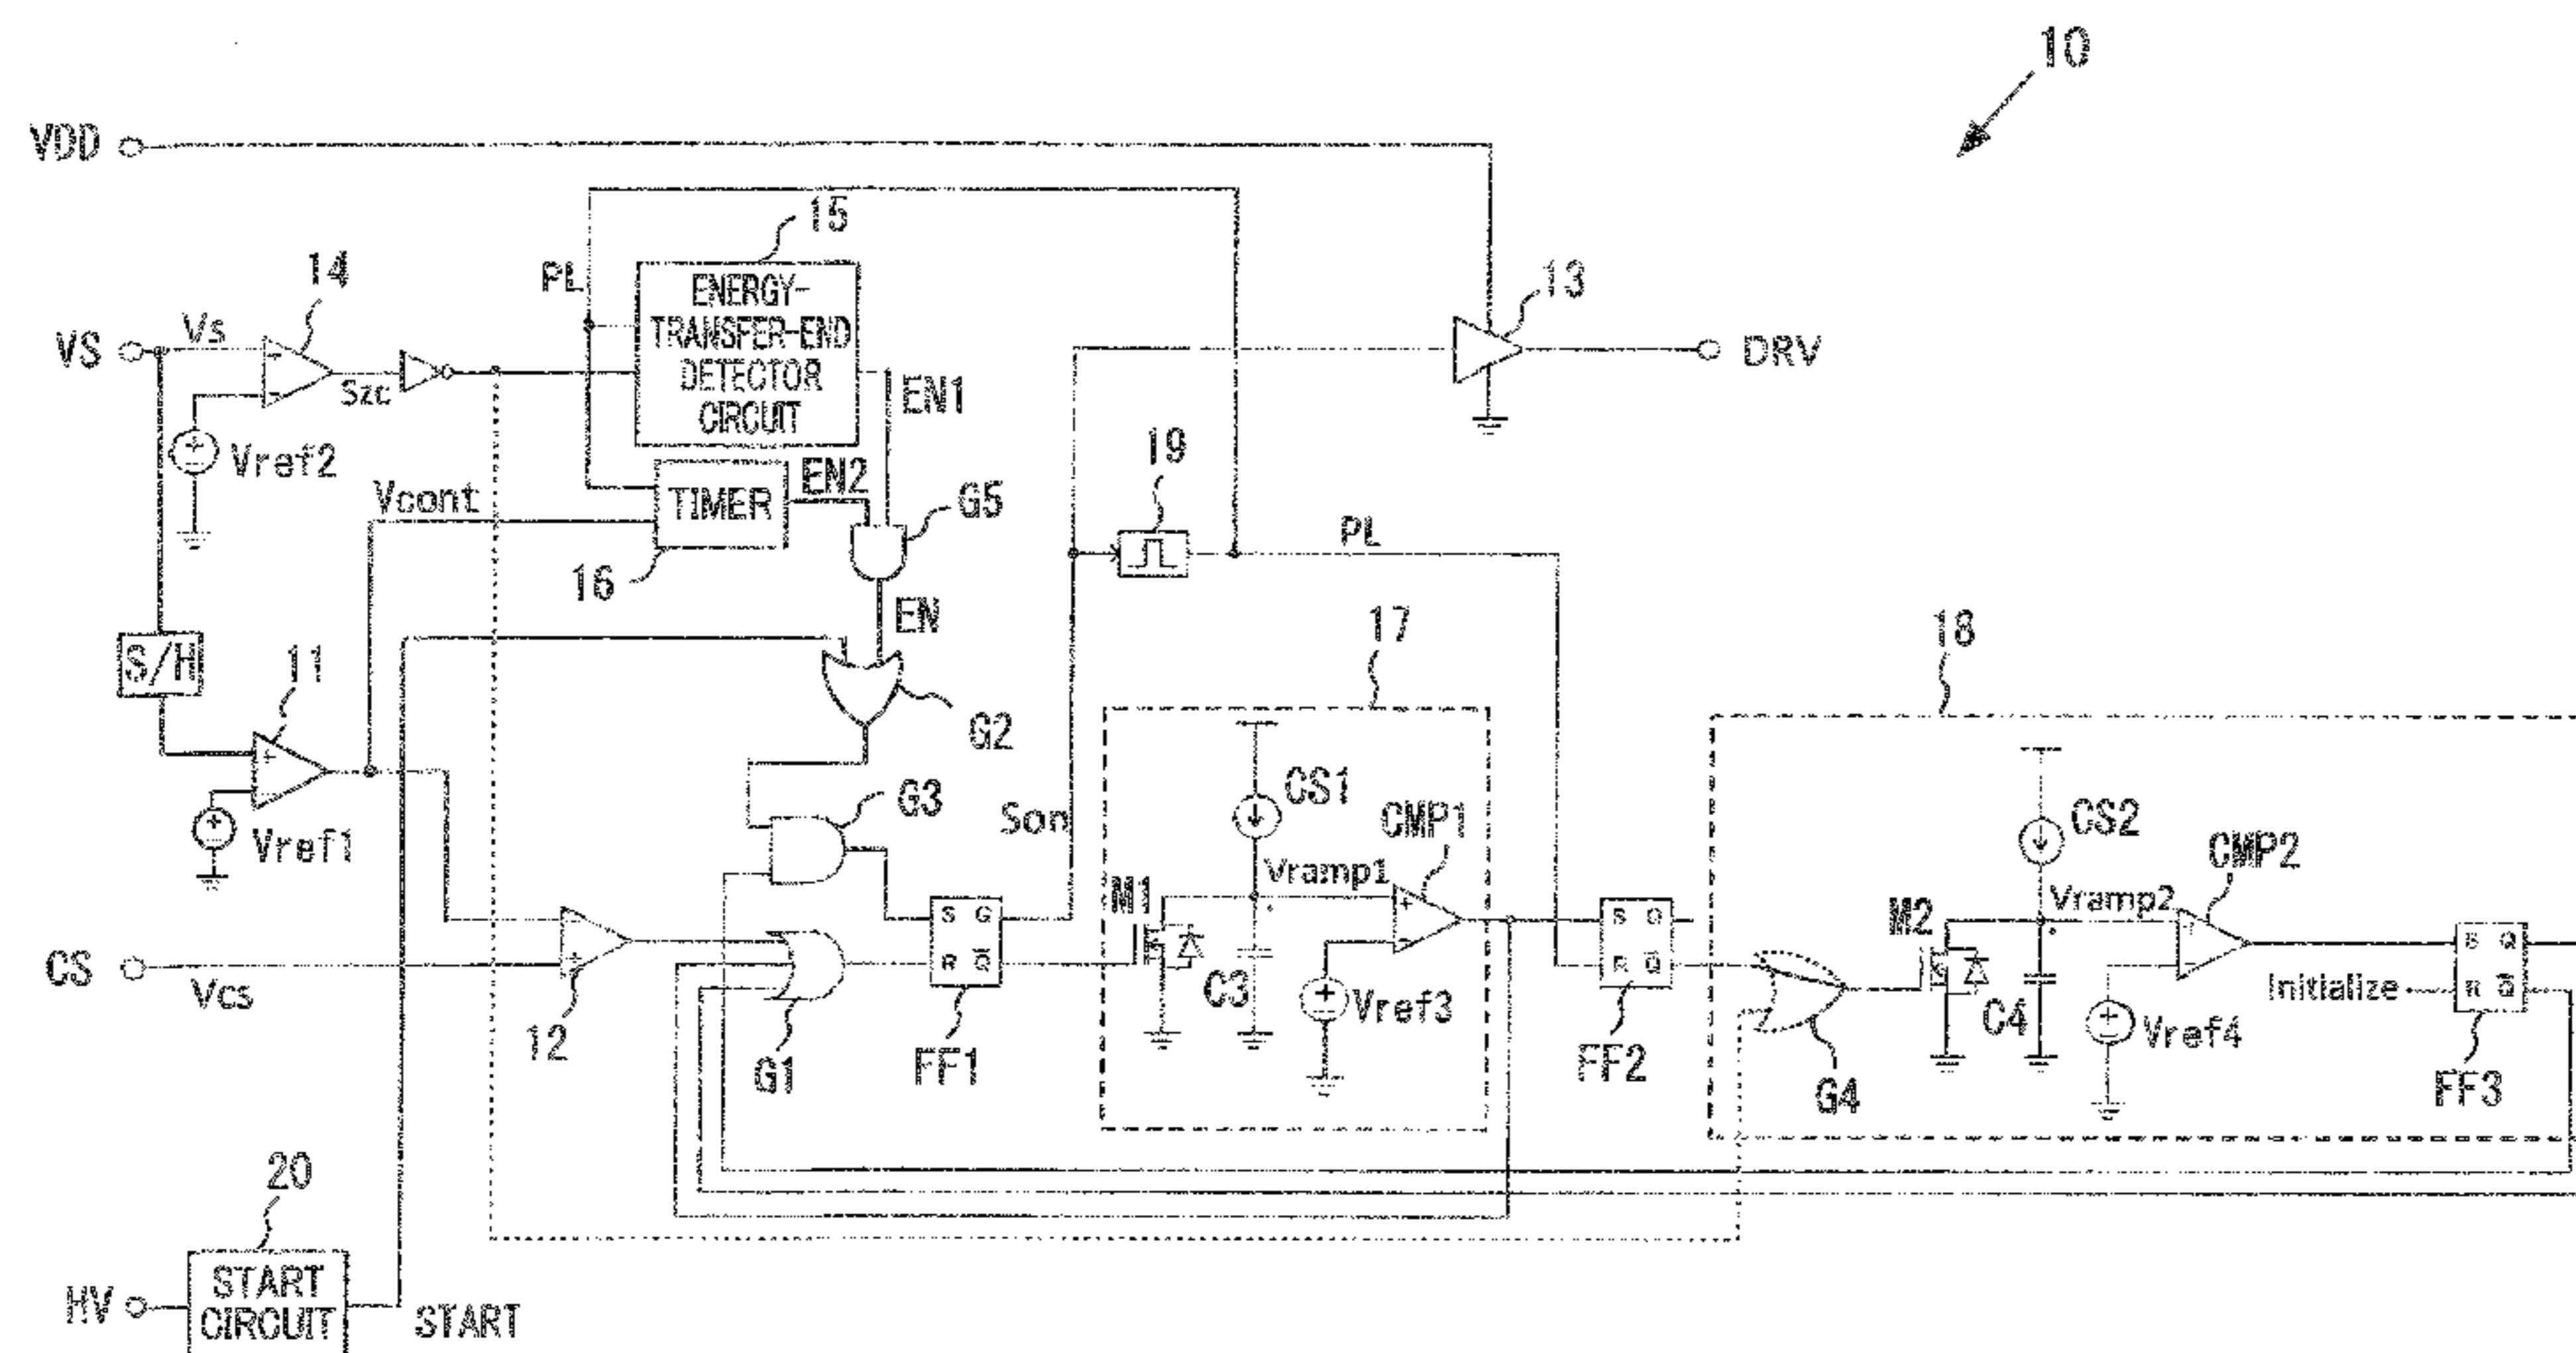 10
VDD
15
PL
ENERGY-
TRANSFER-END
DETECTOR
CIRCUIT
14
13
VS
Vs
Szc
EN1
DRV
Vref2
19
Vcont
TIMER
EN2
G5
PL
16
EN
17
18
S/H
11
G2
G3
Son
CS1
CMP1
CS2
CMP2
Vref1
Vramp1
M1
Vramp2
M2
S Q
R Q̅
S Q
R Q̅
S Q
R Q̅
CS
Vcs
C3
Vref3
C4
Vref4
Initialize
12
G1
FF1
FF2
G4
FF3
20
HV
START
CIRCUIT
START